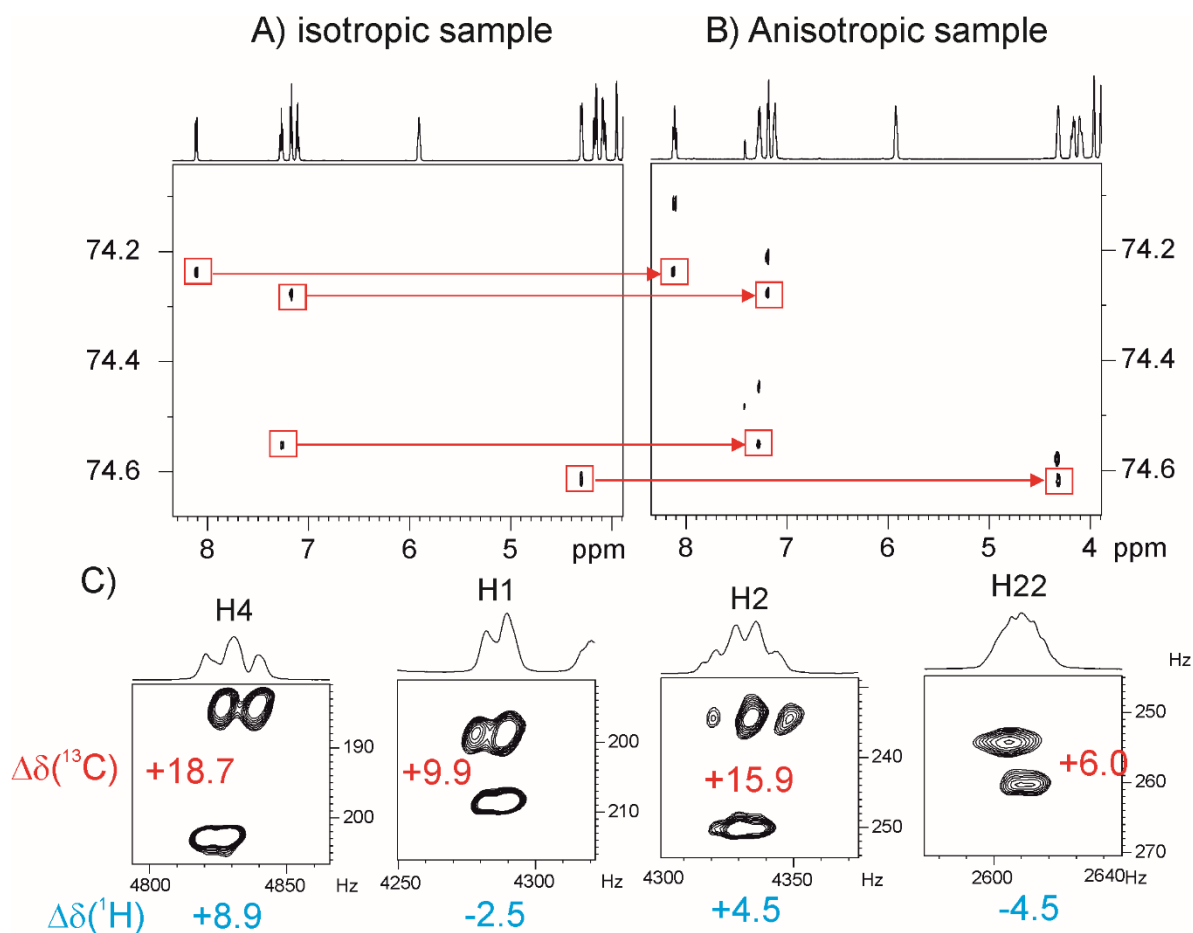 A) isotropic sample
B) Anisotropic sample
74.2
74.4
74.6
8 7 6 5 ppm
74.2
74.4
74.6
8 7 6 5 4 ppm
C)
H4
H1
H2
H22
Hz
Δδ(¹³C)
+18.7
190
200
+9.9
200
210
+15.9
240
250
+6.0
250
260
270
4800 4850 Hz
4250 4300 Hz
4300 4350 Hz
2600 2640 Hz
Δδ(¹H) +8.9 -2.5 +4.5 -4.5